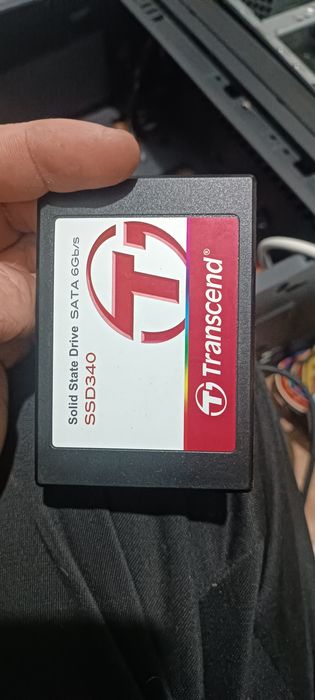 Solid State Drive SATA 6Gb/s
SSD340
Transcend®